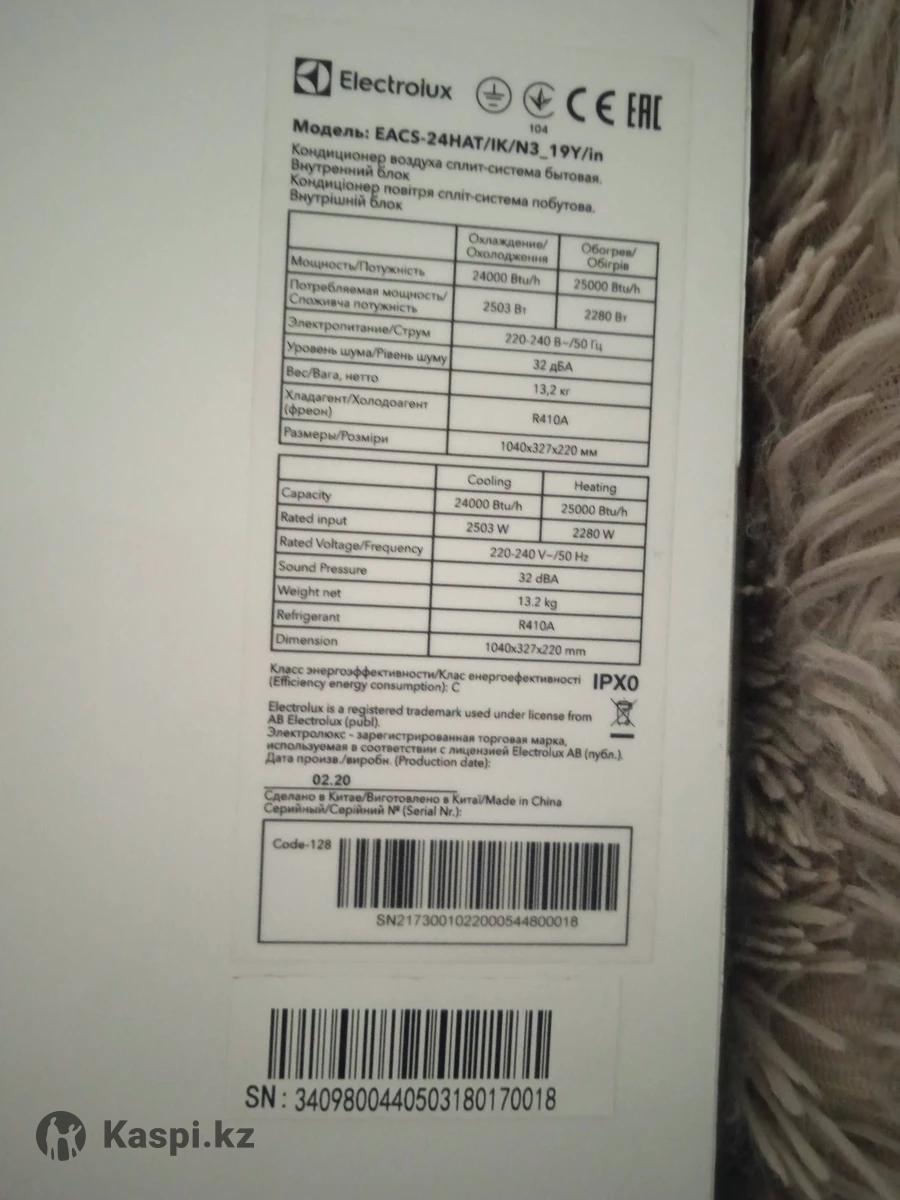 Electrolux
104
CE EAC
Модель: EACS-24HAT/IK/N3_19Y/in
Кондиционер воздуха сплит-система бытовая.
Внутренний блок
Кондиціонер повітря спліт-система побутова.
Внутрішній блок
Охлаждение/ Обогрев/
Охолодження Обігрів
Мощность/Потужність 24000 Btu/h 25000 Btu/h
Потребляемая мощность/
Споживча потужність 2503 Вт 2280 Вт
Электропитание/Струм 220-240 В~/50 Гц
Уровень шума/Рівень шуму 32 дБА
Вес/Вага, нетто 13,2 кг
Хладагент/Холодоагент
(фреон) R410A
Размеры/Розміри 1040x327x220 мм
Cooling Heating
Capacity 24000 Btu/h 25000 Btu/h
Rated input 2503 W 2280 W
Rated Voltage/Frequency 220-240 V~/50 Hz
Sound Pressure 32 dBA
Weight net 13.2 kg
Refrigerant R410A
Dimension 1040x327x220 mm
Класс энергоэффективности/Клас енергоефективності
(Efficiency energy consumption): C IPX0
Electrolux is a registered trademark used under license from
AB Electrolux (publ).
Электролюкс - зарегистрированная торговая марка,
используемая в соответствии с лицензией Electrolux AB (публ.).
Дата произв./виробн. (Production date):
02.20
Сделано в Китае/Виготовлено в Китаї/Made in China
Серийный/Серійний № (Serial Nr.):
Code-128
SN2173001022000544800018
SN: 3409800440503180170018
Kaspi.kz